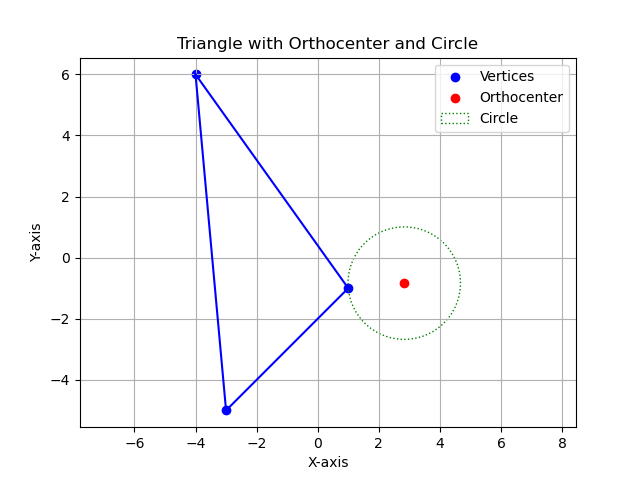 Triangle with Orthocenter and Circle
Vertices
Orthocenter
Circle
6
4
2
0
−2
−4
Y-axis
−6
−4
−2
0
2
4
6
8
X-axis